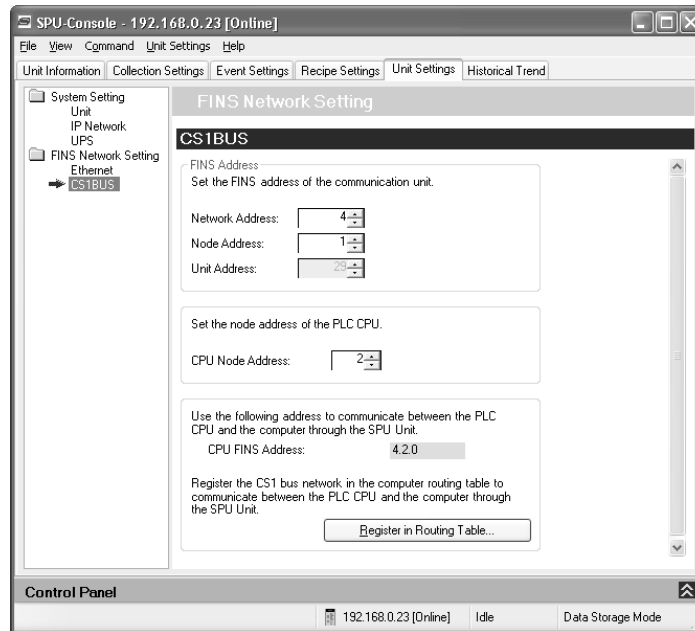 SPU-Console - 192.168.0.23 [Online]
File View Command Unit Settings Help
Unit Information Collection Settings Event Settings Recipe Settings Unit Settings Historical Trend
System Setting
Unit
IP Network
UPS
FINS Network Setting
Ethernet
CS1BUS
FINS Network Setting
CS1BUS
FINS Address
Set the FINS address of the communication unit.
Network Address: 4
Node Address: 1
Unit Address: 29
Set the node address of the PLC CPU.
CPU Node Address: 2
Use the following address to communicate between the PLC
CPU and the computer through the SPU Unit.
CPU FINS Address: 4.2.0
Register the CS1 bus network in the computer routing table to
communicate between the PLC CPU and the computer through
the SPU Unit.
Register in Routing Table...
Control Panel
192.168.0.23 [Online] Idle Data Storage Mode